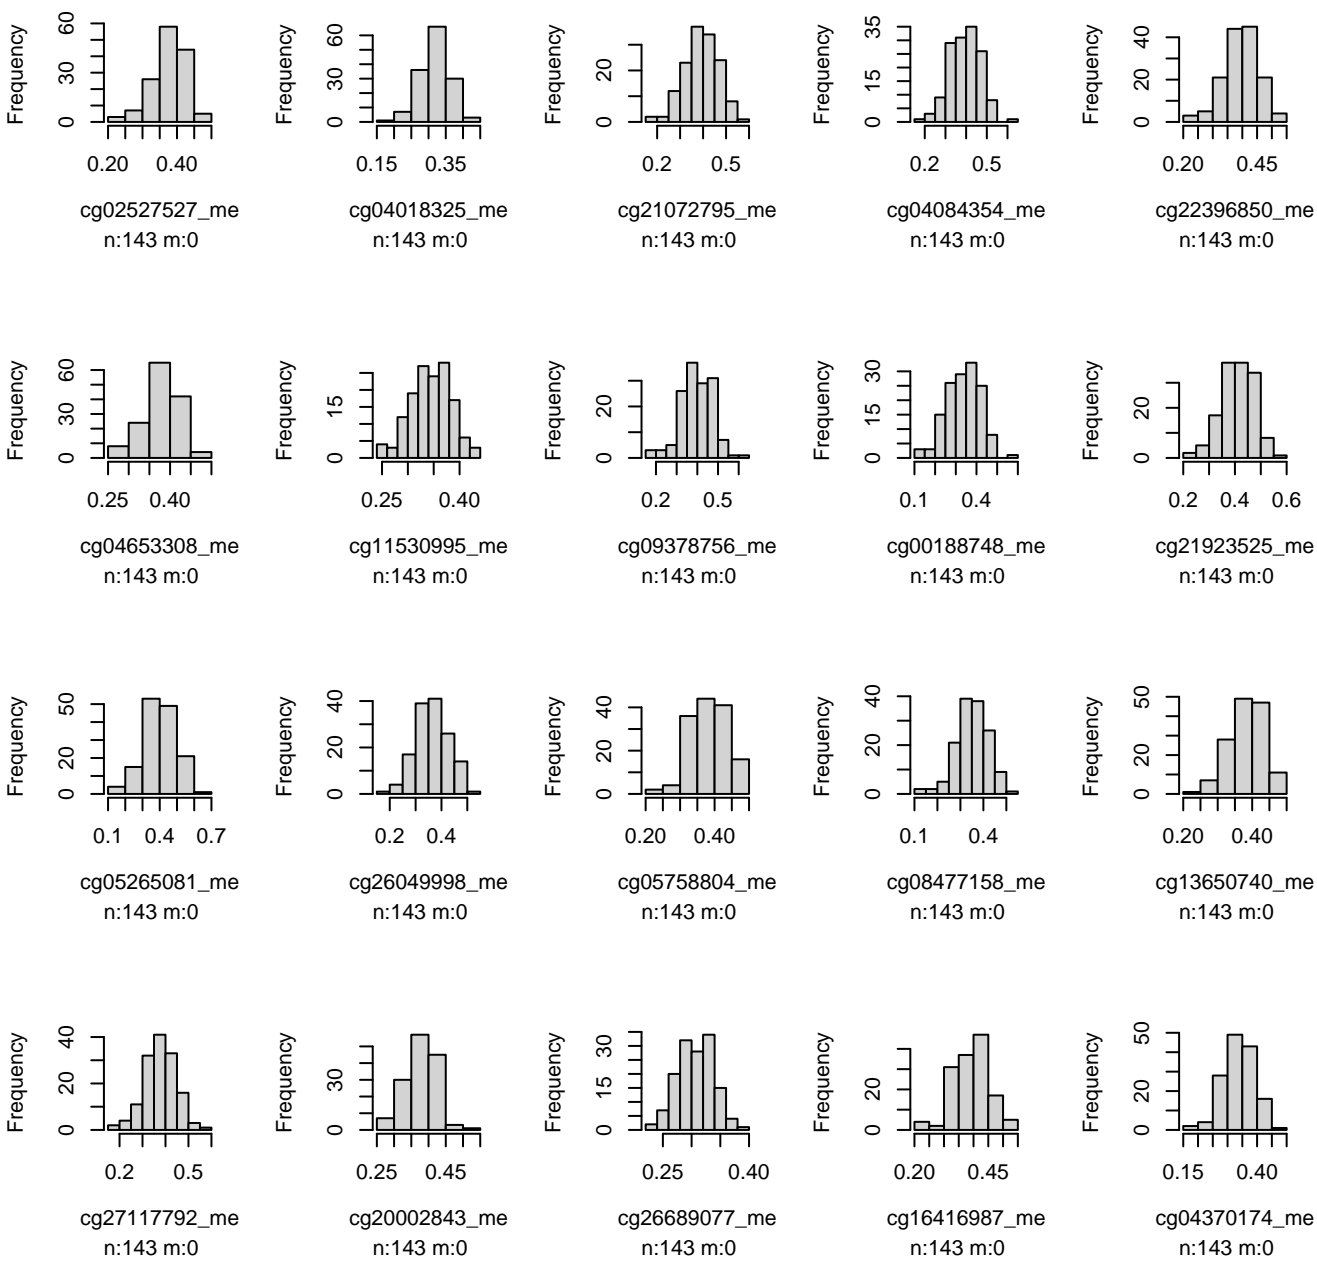 Frequency
0 30 60
0.20 0.40
cg02527527_me
n:143 m:0
Frequency
0 30 60
0.15 0.35
cg04018325_me
n:143 m:0
Frequency
0 20
0.2 0.5
cg21072795_me
n:143 m:0
Frequency
0 15 35
0.2 0.5
cg04084354_me
n:143 m:0
Frequency
0 20 40
0.20 0.45
cg22396850_me
n:143 m:0
Frequency
0 30 60
0.25 0.40
cg04653308_me
n:143 m:0
Frequency
0 15
0.25 0.40
cg11530995_me
n:143 m:0
Frequency
0 20
0.2 0.5
cg09378756_me
n:143 m:0
Frequency
0 15 30
0.1 0.4
cg00188748_me
n:143 m:0
Frequency
0 20
0.2 0.4 0.6
cg21923525_me
n:143 m:0
Frequency
0 20 50
0.1 0.4 0.7
cg05265081_me
n:143 m:0
Frequency
0 20 40
0.2 0.4
cg26049998_me
n:143 m:0
Frequency
0 20 40
0.20 0.40
cg05758804_me
n:143 m:0
Frequency
0 20 40
0.1 0.4
cg08477158_me
n:143 m:0
Frequency
0 20 50
0.20 0.40
cg13650740_me
n:143 m:0
Frequency
0 20 40
0.2 0.5
cg27117792_me
n:143 m:0
Frequency
0 30
0.25 0.45
cg20002843_me
n:143 m:0
Frequency
0 15 30
0.25 0.40
cg26689077_me
n:143 m:0
Frequency
0 20
0.20 0.45
cg16416987_me
n:143 m:0
Frequency
0 20 50
0.15 0.40
cg04370174_me
n:143 m:0